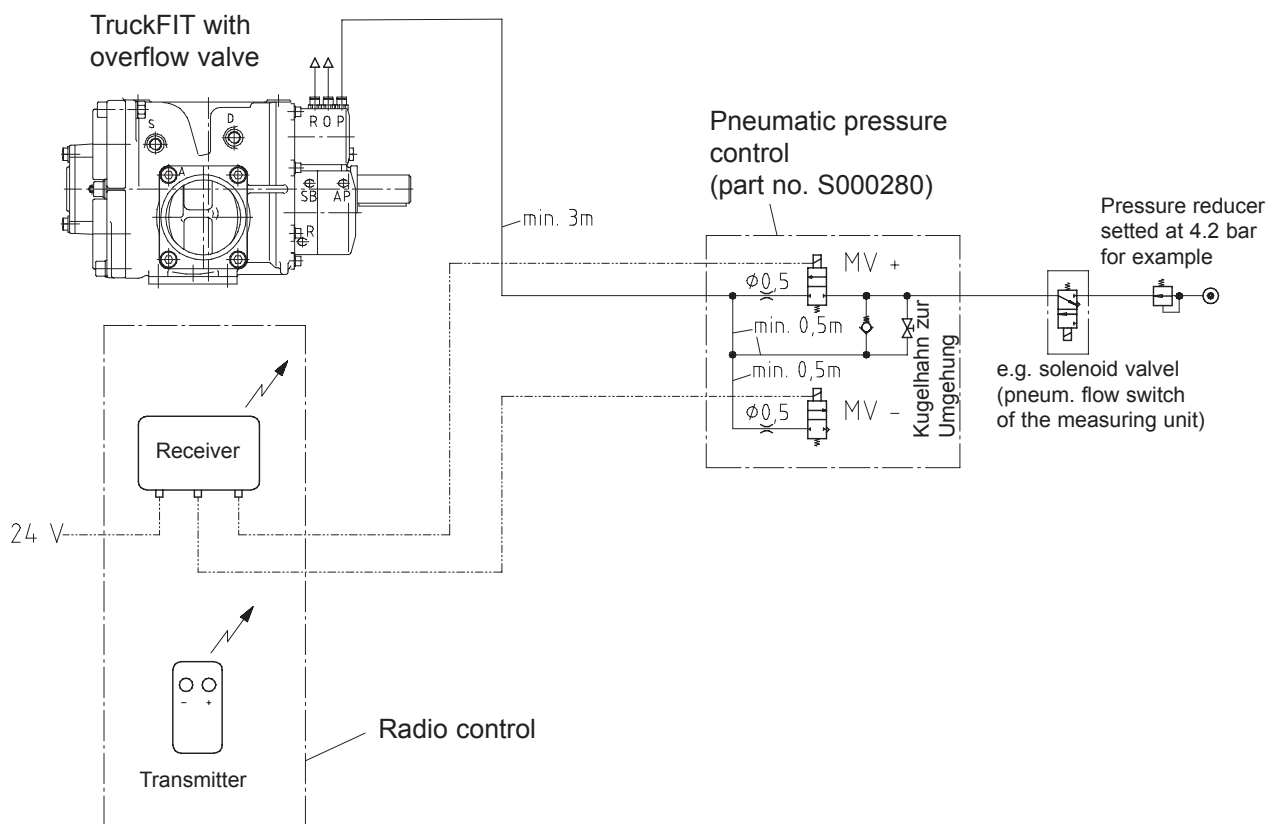 TruckFIT with
overflow valve
R O P
S
D
A
SB
AP
R
min. 3m
Pneumatic pressure
control
(part no. S000280)
Pressure reducer
setted at 4.2 bar
for example
MV +
Ø0,5
min. 0,5m
min. 0,5m
Ø0,5
MV -
Kugelhahn zur
Umgehung
e.g. solenoid valvel
(pneum. flow switch
of the measuring unit)
Receiver
24 V
- +
Transmitter
Radio control